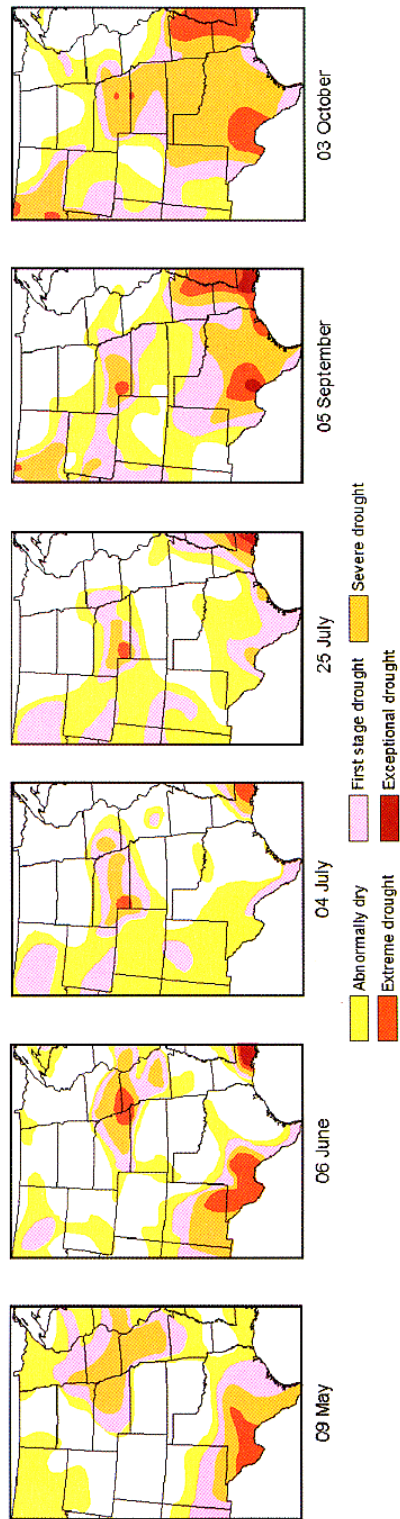 09 May
06 June
04 July
25 July
05 September
03 October
Abnormally dry
First stage drought
Severe drought
Extreme drought
Exceptional drought